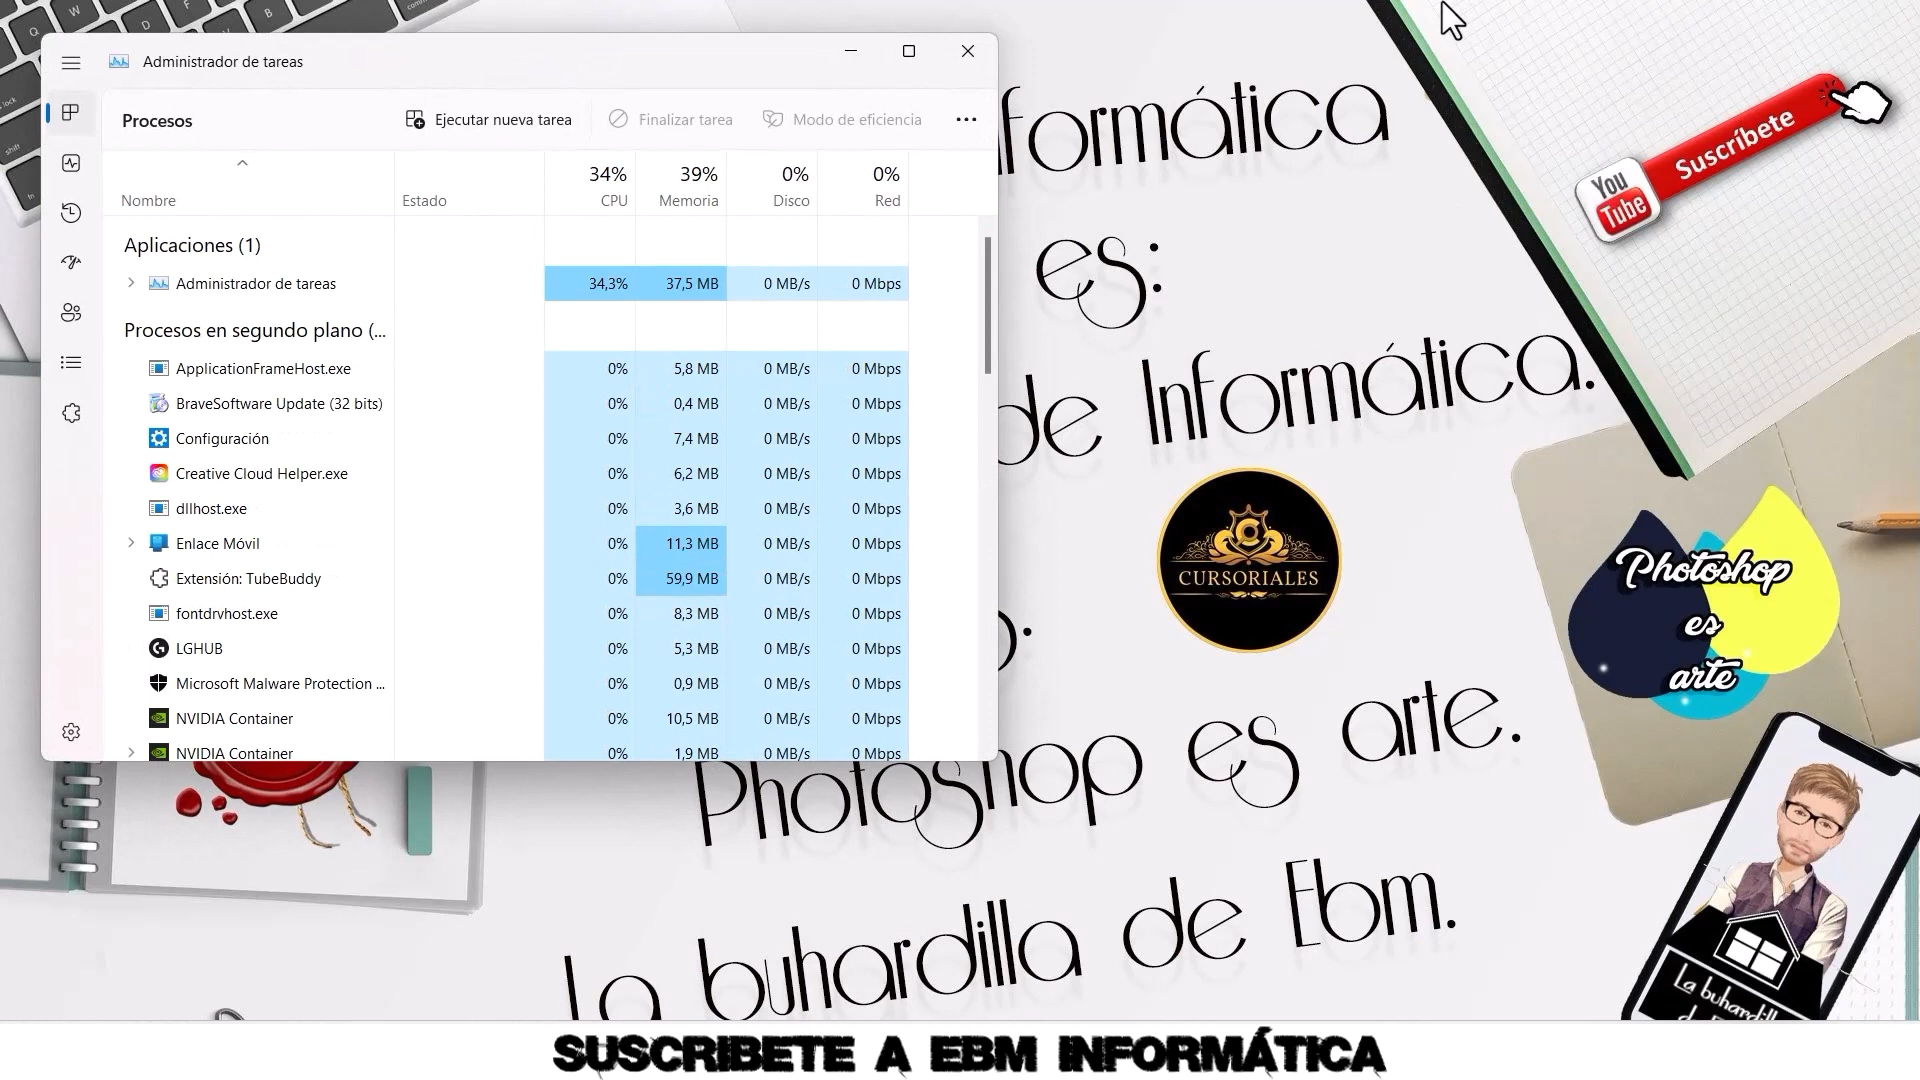 Administrador de tareas
Procesos
Ejecutar nueva tarea
Finalizar tarea
Modo de eficiencia
Nombre
Estado
34%
CPU
39%
Memoria
0%
Disco
0%
Red
Aplicaciones (1)
Administrador de tareas 34,3% 37,5 MB 0 MB/s 0 Mbps
Procesos en segundo plano (...
ApplicationFrameHost.exe 0% 5,8 MB 0 MB/s 0 Mbps
BraveSoftware Update (32 bits) 0% 0,4 MB 0 MB/s 0 Mbps
Configuración 0% 7,4 MB 0 MB/s 0 Mbps
Creative Cloud Helper.exe 0% 6,2 MB 0 MB/s 0 Mbps
dllhost.exe 0% 3,6 MB 0 MB/s 0 Mbps
Enlace Móvil 0% 11,3 MB 0 MB/s 0 Mbps
Extensión: TubeBuddy 0% 59,9 MB 0 MB/s 0 Mbps
fontdrvhost.exe 0% 8,3 MB 0 MB/s 0 Mbps
LGHUB 0% 5,3 MB 0 MB/s 0 Mbps
Microsoft Malware Protection ... 0% 0,9 MB 0 MB/s 0 Mbps
NVIDIA Container 0% 10,5 MB 0 MB/s 0 Mbps
NVIDIA Container 0% 1,9 MB 0 MB/s 0 Mbps
nformática
es:
de Informática.
Photoshop es arte.
La buhardilla de Ebm.
You
Tube
Suscríbete
CURSORIALES
Photoshop
es
arte
La buhardilla
SUSCRIBETE A EBM INFORMÁTICA